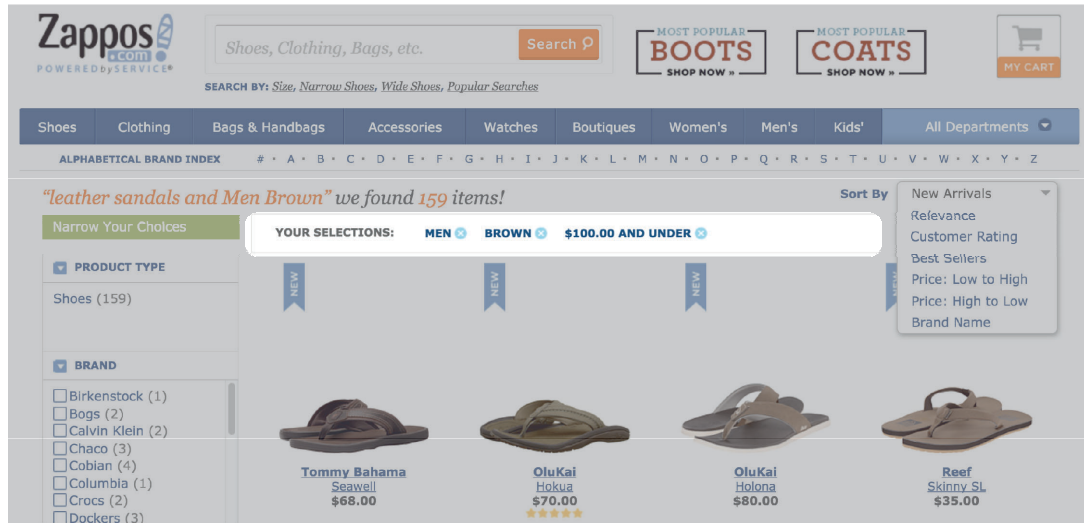 Zappos
.com
POWERED by SERVICE®
Shoes, Clothing, Bags, etc.
Search
MOST POPULAR
BOOTS
SHOP NOW »
MOST POPULAR
COATS
SHOP NOW »
MY CART
SEARCH BY: Size, Narrow Shoes, Wide Shoes, Popular Searches
Shoes Clothing Bags & Handbags Accessories Watches Boutiques Women's Men's Kids' All Departments
ALPHABETICAL BRAND INDEX # · A · B · C · D · E · F · G · H · I · J · K · L · M · N · O · P · Q · R · S · T · U · V · W · X · Y · Z
"leather sandals and Men Brown" we found 159 items!
Sort By New Arrivals
Relevance
Customer Rating
Best Sellers
Price: Low to High
Price: High to Low
Brand Name
Narrow Your Choices
YOUR SELECTIONS: MEN BROWN $100.00 AND UNDER
PRODUCT TYPE
Shoes (159)
BRAND
Birkenstock (1)
Bogs (2)
Calvin Klein (2)
Chaco (3)
Cobian (4)
Columbia (1)
Crocs (2)
Dockers (3)
NEW
NEW
NEW
NEW
Tommy Bahama
Seawell
$68.00
OluKai
Hokua
$70.00
OluKai
Holona
$80.00
Reef
Skinny SL
$35.00